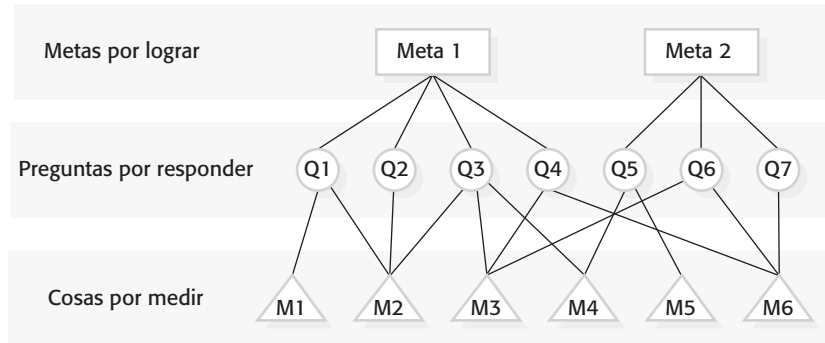 Metas por lograr
Meta 1
Meta 2
Preguntas por responder
Q1
Q2
Q3
Q4
Q5
Q6
Q7
Cosas por medir
M1
M2
M3
M4
M5
M6